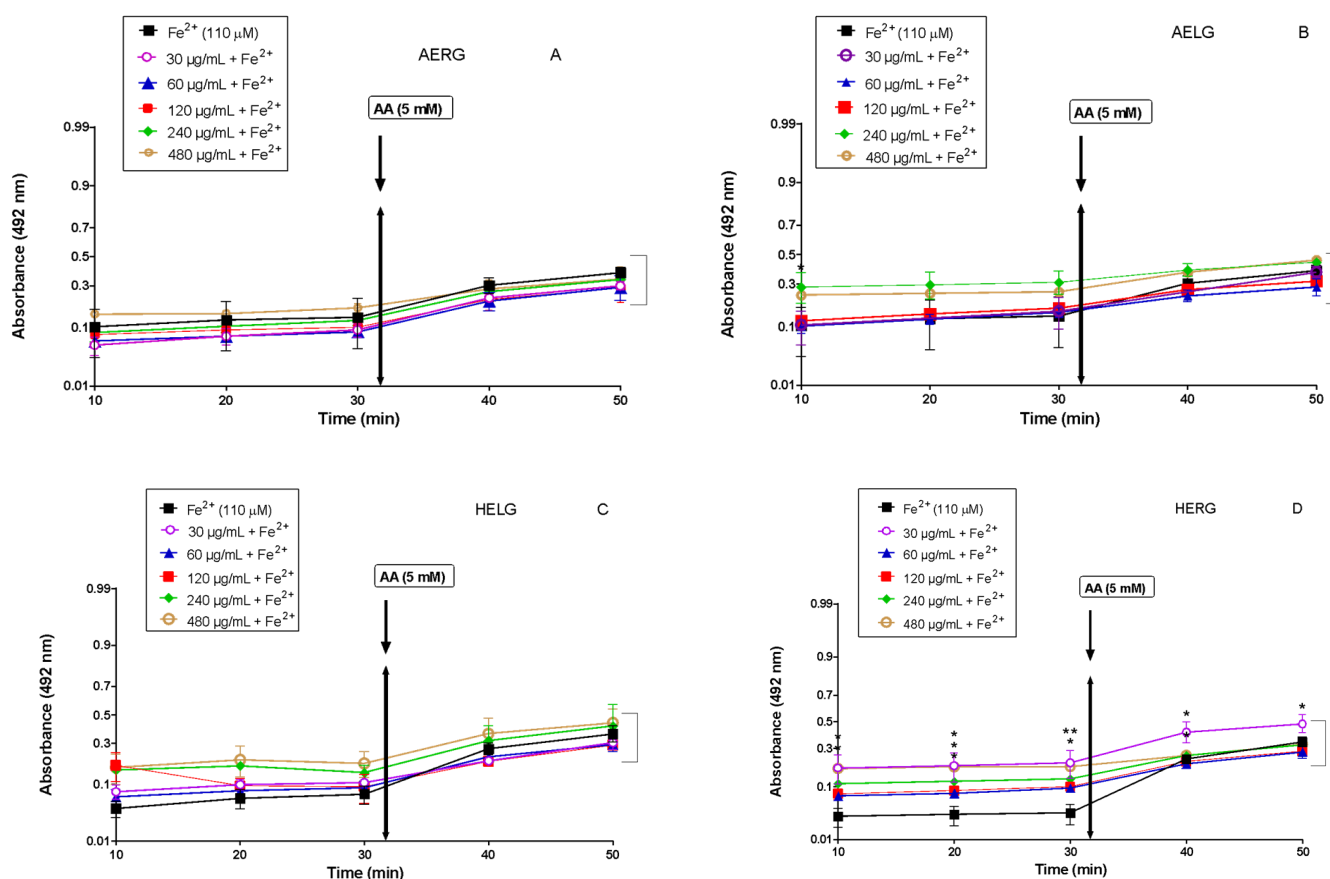 Fe2+ (110 μM)
30 µg/mL + Fe2+
60 µg/mL + Fe2+
120 µg/mL + Fe2+
240 µg/mL + Fe2+
480 µg/mL + Fe2+
AERG A
AA (5 mM)
Absorbance (492 nm)
0.99
0.9
0.7
0.5
0.3
0.1
0.01
10 20 30 40 50
Time (min)
Fe2+ (110 μM)
30 µg/mL + Fe2+
60 µg/mL + Fe2+
120 µg/mL + Fe2+
240 µg/mL + Fe2+
480 µg/mL + Fe2+
AELG B
AA (5 mM)
Absorbance (492 nm)
0.99
0.9
0.7
0.5
0.3
0.1
0.01
*
10 20 30 40 50
Time (min)
Fe2+ (110 μM)
30 µg/mL + Fe2+
60 µg/mL + Fe2+
120 µg/mL + Fe2+
240 µg/mL + Fe2+
480 µg/mL + Fe2+
HELG C
AA (5 mM)
Absorbance (492 nm)
0.99
0.9
0.7
0.5
0.3
0.1
0.01
10 20 30 40 50
Time (min)
Fe2+ (110 μM)
30 µg/mL + Fe2+
60 µg/mL + Fe2+
120 µg/mL + Fe2+
240 µg/mL + Fe2+
480 µg/mL + Fe2+
HERG D
AA (5 mM)
Absorbance (492 nm)
0.99
0.9
0.7
0.5
0.3
0.1
0.01
*
*
*
*
*
**
*
*
*
*
10 20 30 40 50
Time (min)